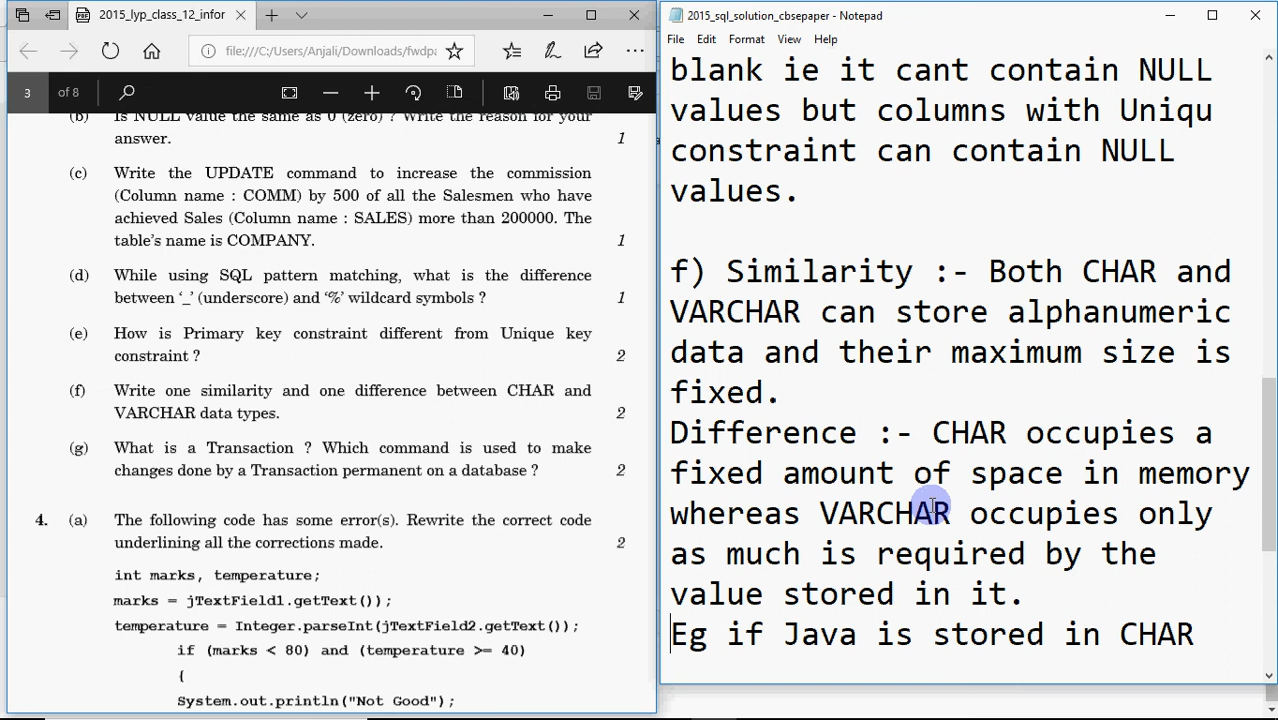 2015_lyp_class_12_infor
file:///C:/Users/Anjali/Downloads/fwdpa
3 of 8
(b) Is NULL value the same as 0 (zero) ? Write the reason for your
answer. 1
(c) Write the UPDATE command to increase the commission
(Column name : COMM) by 500 of all the Salesmen who have
achieved Sales (Column name : SALES) more than 200000. The
table's name is COMPANY. 1
(d) While using SQL pattern matching, what is the difference
between ‘_’ (underscore) and ‘%’ wildcard symbols ? 1
(e) How is Primary key constraint different from Unique key
constraint ? 2
(f) Write one similarity and one difference between CHAR and
VARCHAR data types. 2
(g) What is a Transaction ? Which command is used to make
changes done by a Transaction permanent on a database ? 2
4. (a) The following code has some error(s). Rewrite the correct code
underlining all the corrections made. 2
int marks, temperature;
marks = jTextField1.getText());
temperature = Integer.parseInt(jTextField2.getText());
if (marks < 80) and (temperature >= 40)
{
System.out.println("Not Good");
2015_sql_solution_cbsepaper - Notepad
File Edit Format View Help
blank ie it cant contain NULL
values but columns with Uniqu
constraint can contain NULL
values.
f) Similarity :- Both CHAR and
VARCHAR can store alphanumeric
data and their maximum size is
fixed.
Difference :- CHAR occupies a
fixed amount of space in memory
whereas VARCHAR occupies only
as much is required by the
value stored in it.
Eg if Java is stored in CHAR